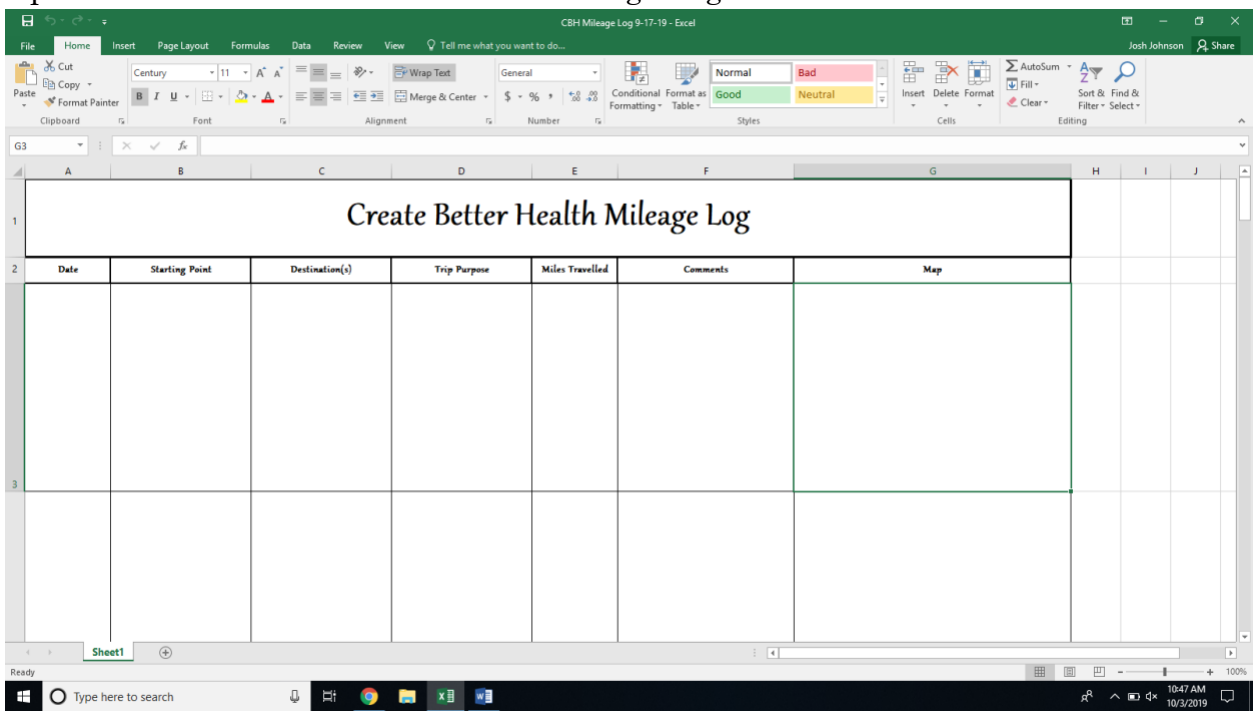 CBH Mileage Log 9-17-19 - Excel
File Home Insert Page Layout Formulas Data Review View Tell me what you want to do... Josh Johnson Share
Paste
Cut
Copy
Format Painter
Clipboard
Century 11 A A
B I U A
Font
Wrap Text
Merge & Center
Alignment
General
$ % , .0 .00
Number
Conditional Formatting
Format as Table
Normal Bad
Good Neutral
Styles
Insert Delete Format
Cells
AutoSum
Fill
Clear
Sort & Filter
Find & Select
Editing
G3 fx
A B C D E F G H I J
1 Create Better Health Mileage Log
2 Date Starting Point Destination(s) Trip Purpose Miles Travelled Comments Map
3
Sheet1
Ready 100%
Type here to search 10:47 AM
10/3/2019